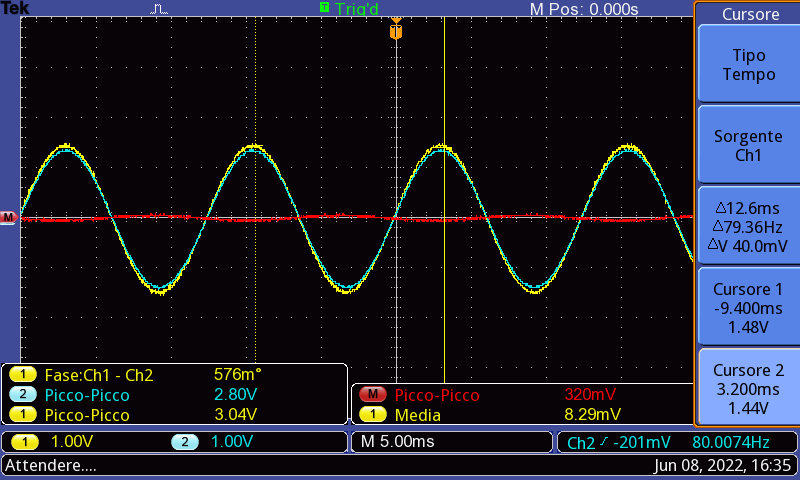 Tek T Trig'd M Pos: 0.000s Cursore
Tipo
Tempo
Sorgente
Ch1
Δ12.6ms
Δ79.36Hz
ΔV 40.0mV
Cursore 1
-9.400ms
1.48V
Cursore 2
3.200ms
1.44V
M
1 Fase:Ch1 - Ch2 576m°
2 Picco-Picco 2.80V
1 Picco-Picco 3.04V
M Picco-Picco 320mV
1 Media 8.29mV
1 1.00V 2 1.00V M 5.00ms Ch2 -201mV 80.0074Hz
Attendere.... Jun 08, 2022, 16:35